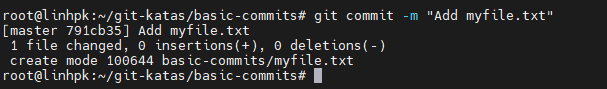 root@linhpk:~/git-katas/basic-commits# git commit -m "Add myfile.txt"
[master 791cb35] Add myfile.txt
 1 file changed, 0 insertions(+), 0 deletions(-)
 create mode 100644 basic-commits/myfile.txt
root@linhpk:~/git-katas/basic-commits#